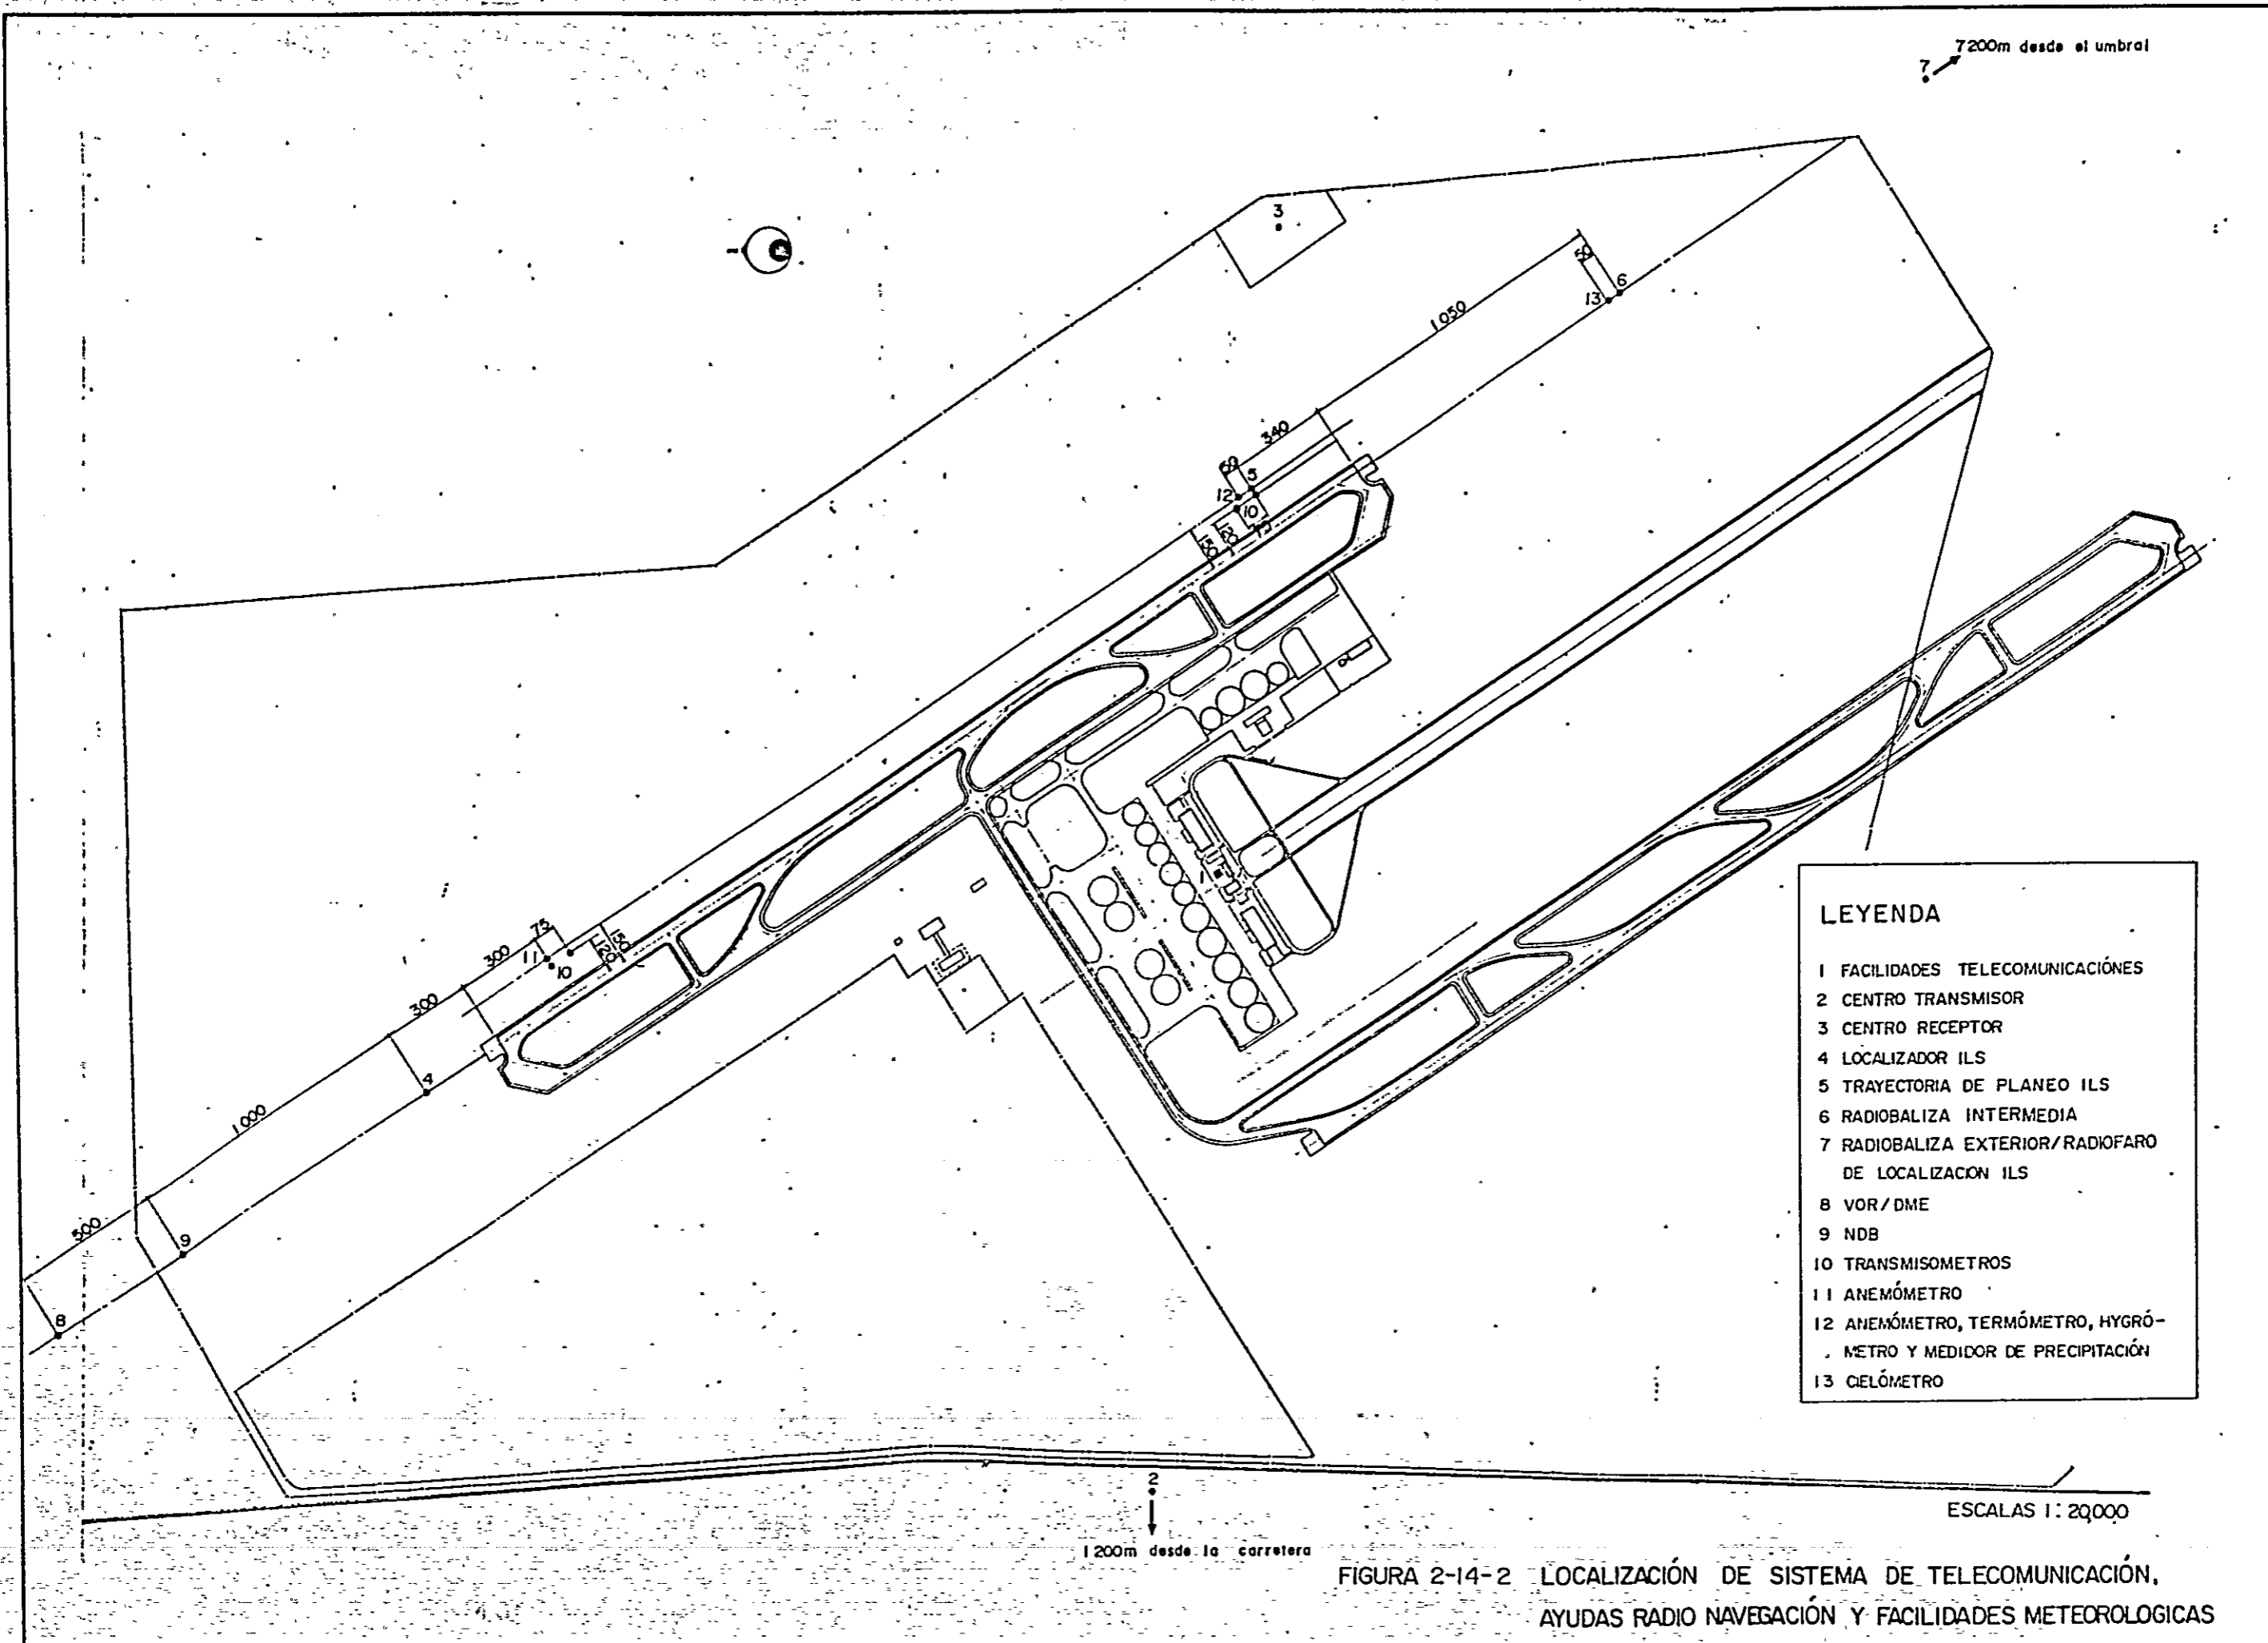 7200m desde el umbral
7
3
50
6
13
1050
340
60
5
12
10
120
150
75
300
11
10
150
120
300
4
1000
1
500
9
8
LEYENDA
1 FACILIDADES TELECOMUNICACIÓNES
2 CENTRO TRANSMISOR
3 CENTRO RECEPTOR
4 LOCALIZADOR ILS
5 TRAYECTORIA DE PLANEO ILS
6 RADIOBALIZA INTERMEDIA
7 RADIOBALIZA EXTERIOR/RADIOFARO
DE LOCALIZACON ILS
8 VOR/DME
9 NDB
10 TRANSMISOMETROS
11 ANEMÓMETRO
12 ANEMÓMETRO, TERMÓMETRO, HYGRÓ-
METRO Y MEDIDOR DE PRECIPITACIÓN
13 CIELÓMETRO
2
1200m desde la carretera
ESCALAS 1:20,000
FIGURA 2-14-2 LOCALIZACIÓN DE SISTEMA DE TELECOMUNICACIÓN,
AYUDAS RADIO NAVEGACIÓN Y FACILIDADES METEOROLOGICAS